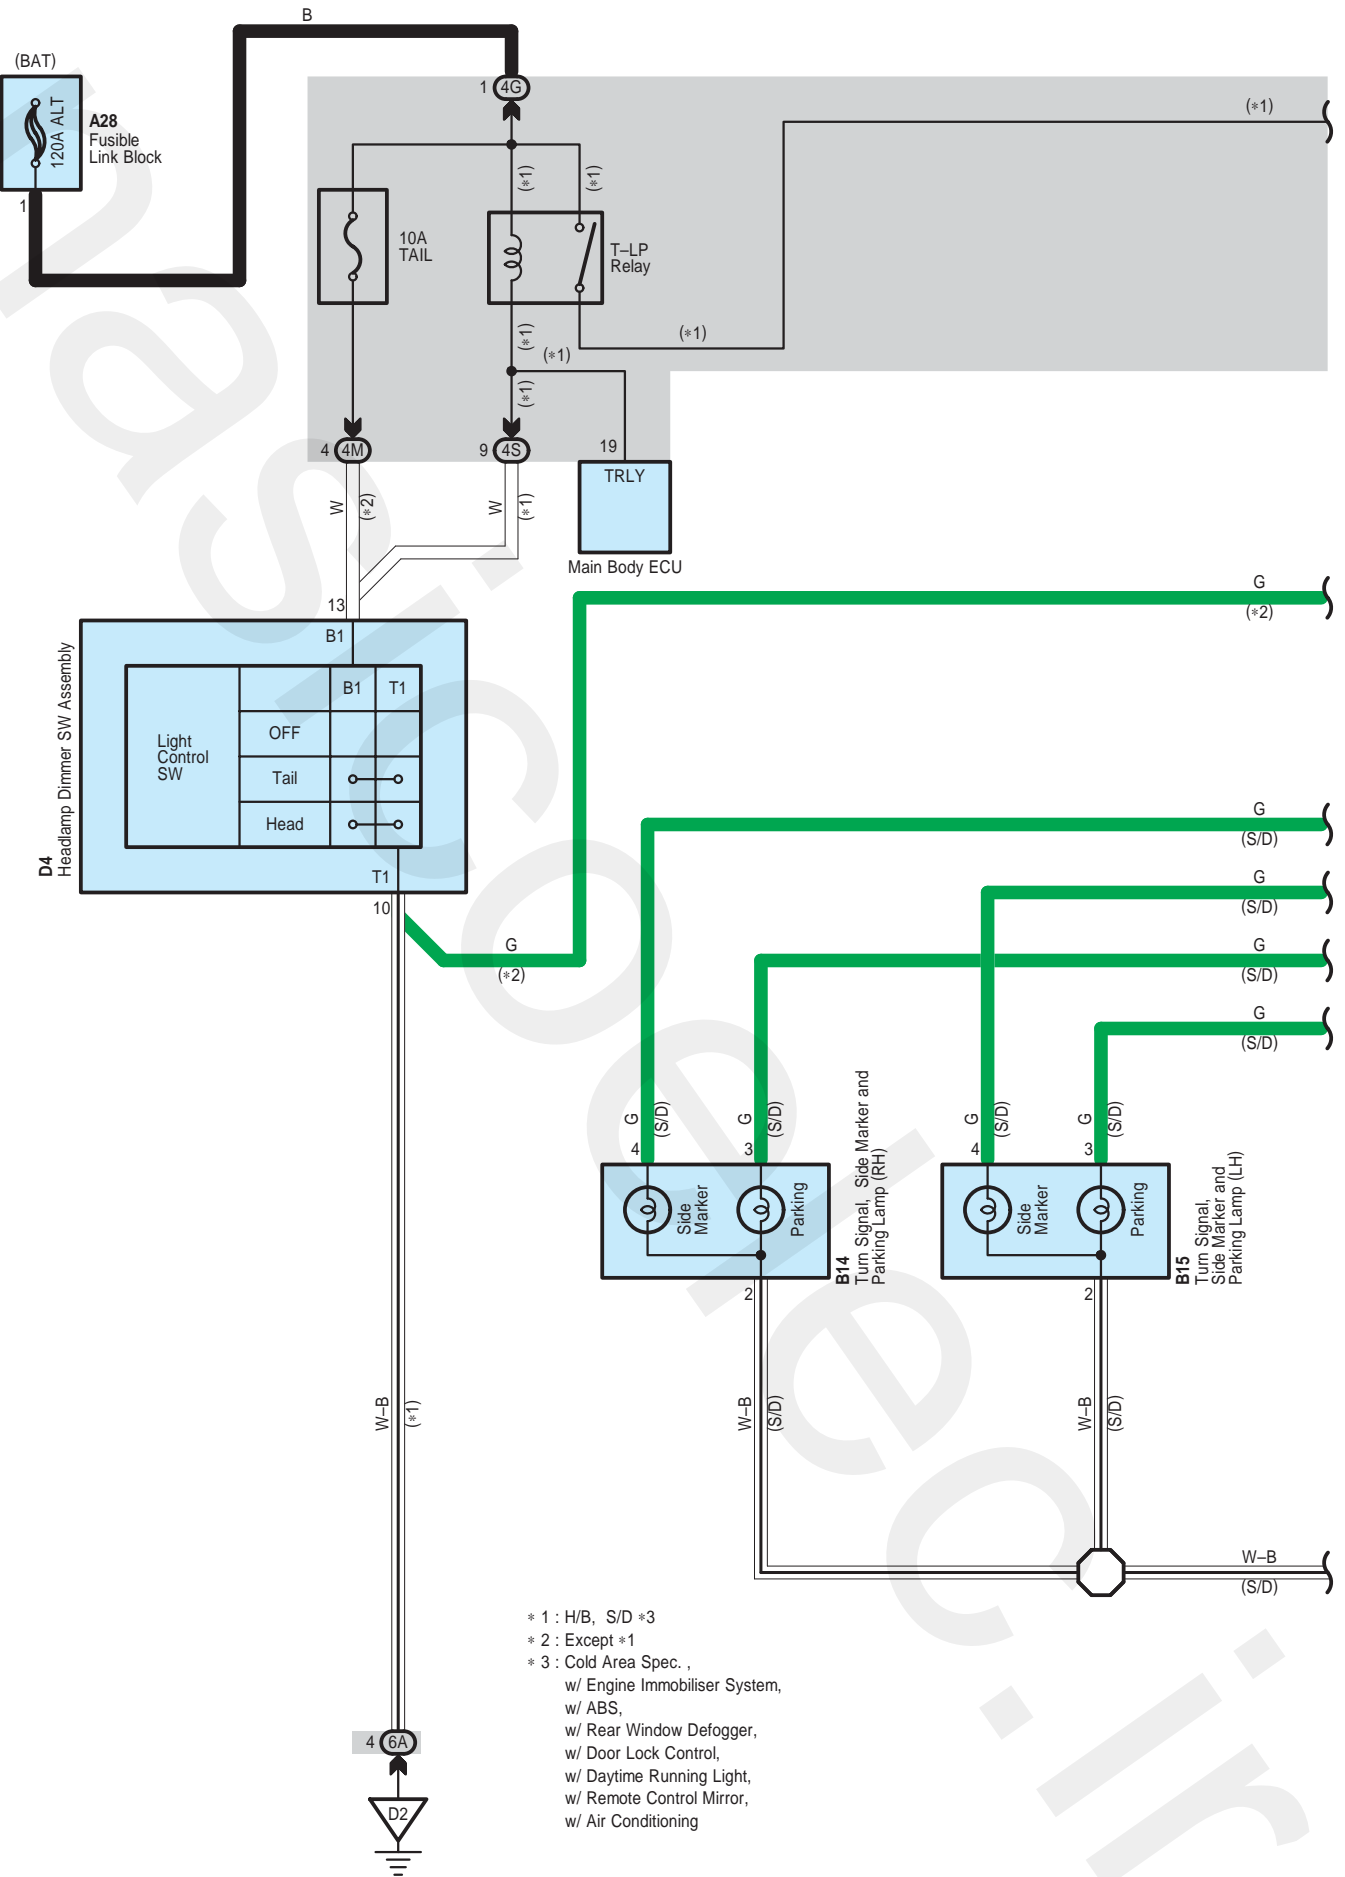 B
(BAT)
120A ALT
A28
Fusible
Link Block
1
1 4G
(*1)
(*1)
(*1)
10A
TAIL
T–LP
Relay
(*1)
(*1)
(*1)
(*1)
4 4M
9 4S
19
TRLY
Main Body ECU
W
(*2)
W
(*1)
13
B1
D4
Headlamp Dimmer SW Assembly
Light
Control
SW
B1
T1
OFF
Tail
Head
T1
10
G
(*2)
G
(*2)
G
(S/D)
G
(S/D)
G
(S/D)
G
(S/D)
G
(S/D)
G
(S/D)
G
(S/D)
G
(S/D)
4
3
4
3
Side
Marker
Parking
B14
Turn Signal, Side Marker and
Parking Lamp (RH)
Side
Marker
Parking
B15
Turn Signal,
Side Marker and
Parking Lamp (LH)
2
2
W–B
(*1)
W–B
(S/D)
W–B
(S/D)
W–B
(S/D)
* 1 : H/B, S/D *3
* 2 : Except *1
* 3 : Cold Area Spec. ,
w/ Engine Immobiliser System,
w/ ABS,
w/ Rear Window Defogger,
w/ Door Lock Control,
w/ Daytime Running Light,
w/ Remote Control Mirror,
w/ Air Conditioning
4 6A
D2